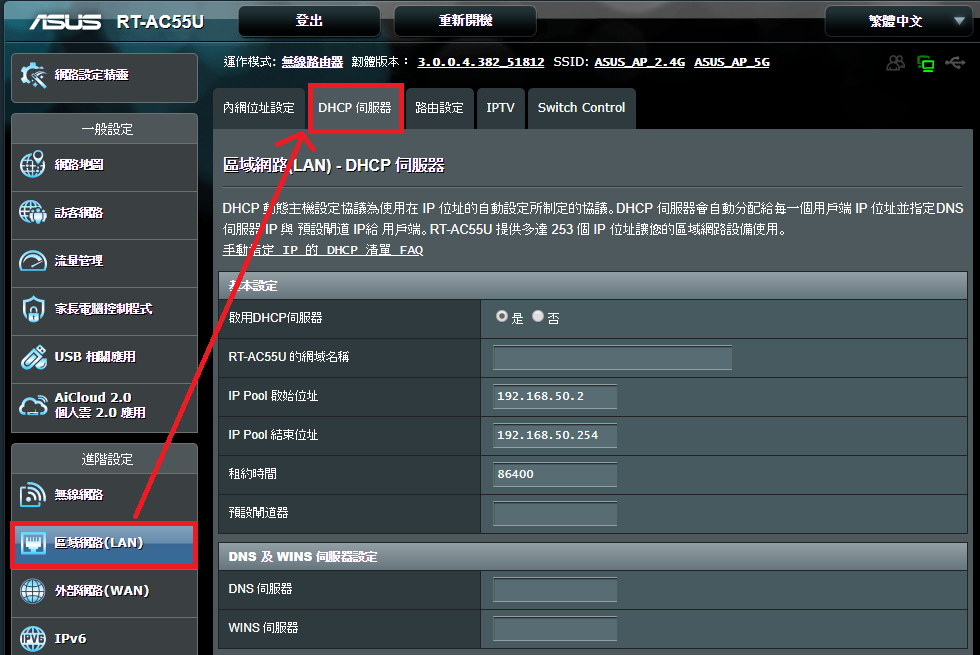 ASUS RT-AC55U 登出 重新開機 繁體中文
運作模式: 無線路由器 韌體版本: 3.0.0.4.382_51812 SSID: ASUS_AP_2.4G ASUS_AP_5G
網路設定精靈
一般設定
網路地圖
訪客網路
流量管理
家長電腦控制程式
USB 相關應用
AiCloud 2.0
個人雲 2.0 應用
進階設定
無線網路
區域網路(LAN)
外部網路(WAN)
IPv6
內網位址設定 DHCP 伺服器 路由設定 IPTV Switch Control
區域網路(LAN) - DHCP 伺服器
DHCP 動態主機設定協議為使用在 IP 位址的自動設定所制定的協議。DHCP 伺服器會自動分配給每一個用戶端 IP 位址並指定DNS
伺服器 IP 與 預設閘道 IP給 用戶端。RT-AC55U 提供多達 253 個 IP 位址讓您的區域網路設備使用。
手動指定 IP 的 DHCP 清單 FAQ
基本設定
啟用DHCP伺服器 是 否
RT-AC55U 的網域名稱
IP Pool 起始位址 192.168.50.2
IP Pool 結束位址 192.168.50.254
租約時間 86400
預設閘道器
DNS 及 WINS 伺服器設定
DNS 伺服器
WINS 伺服器